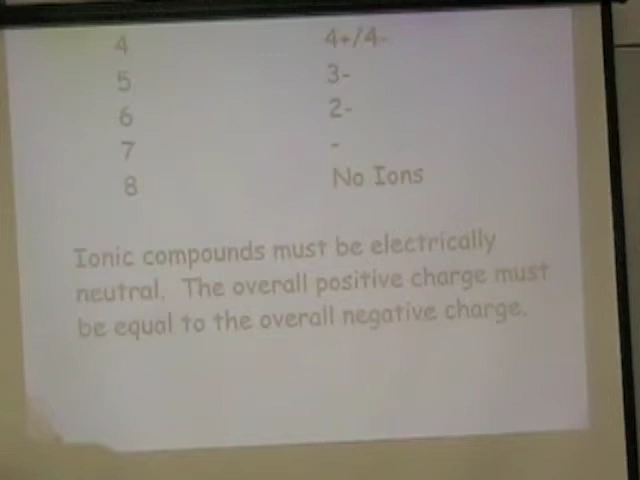 4 4+/4-
5 3-
6 2-
7 -
8 No Ions
Ionic compounds must be electrically
neutral. The overall positive charge must
be equal to the overall negative charge.